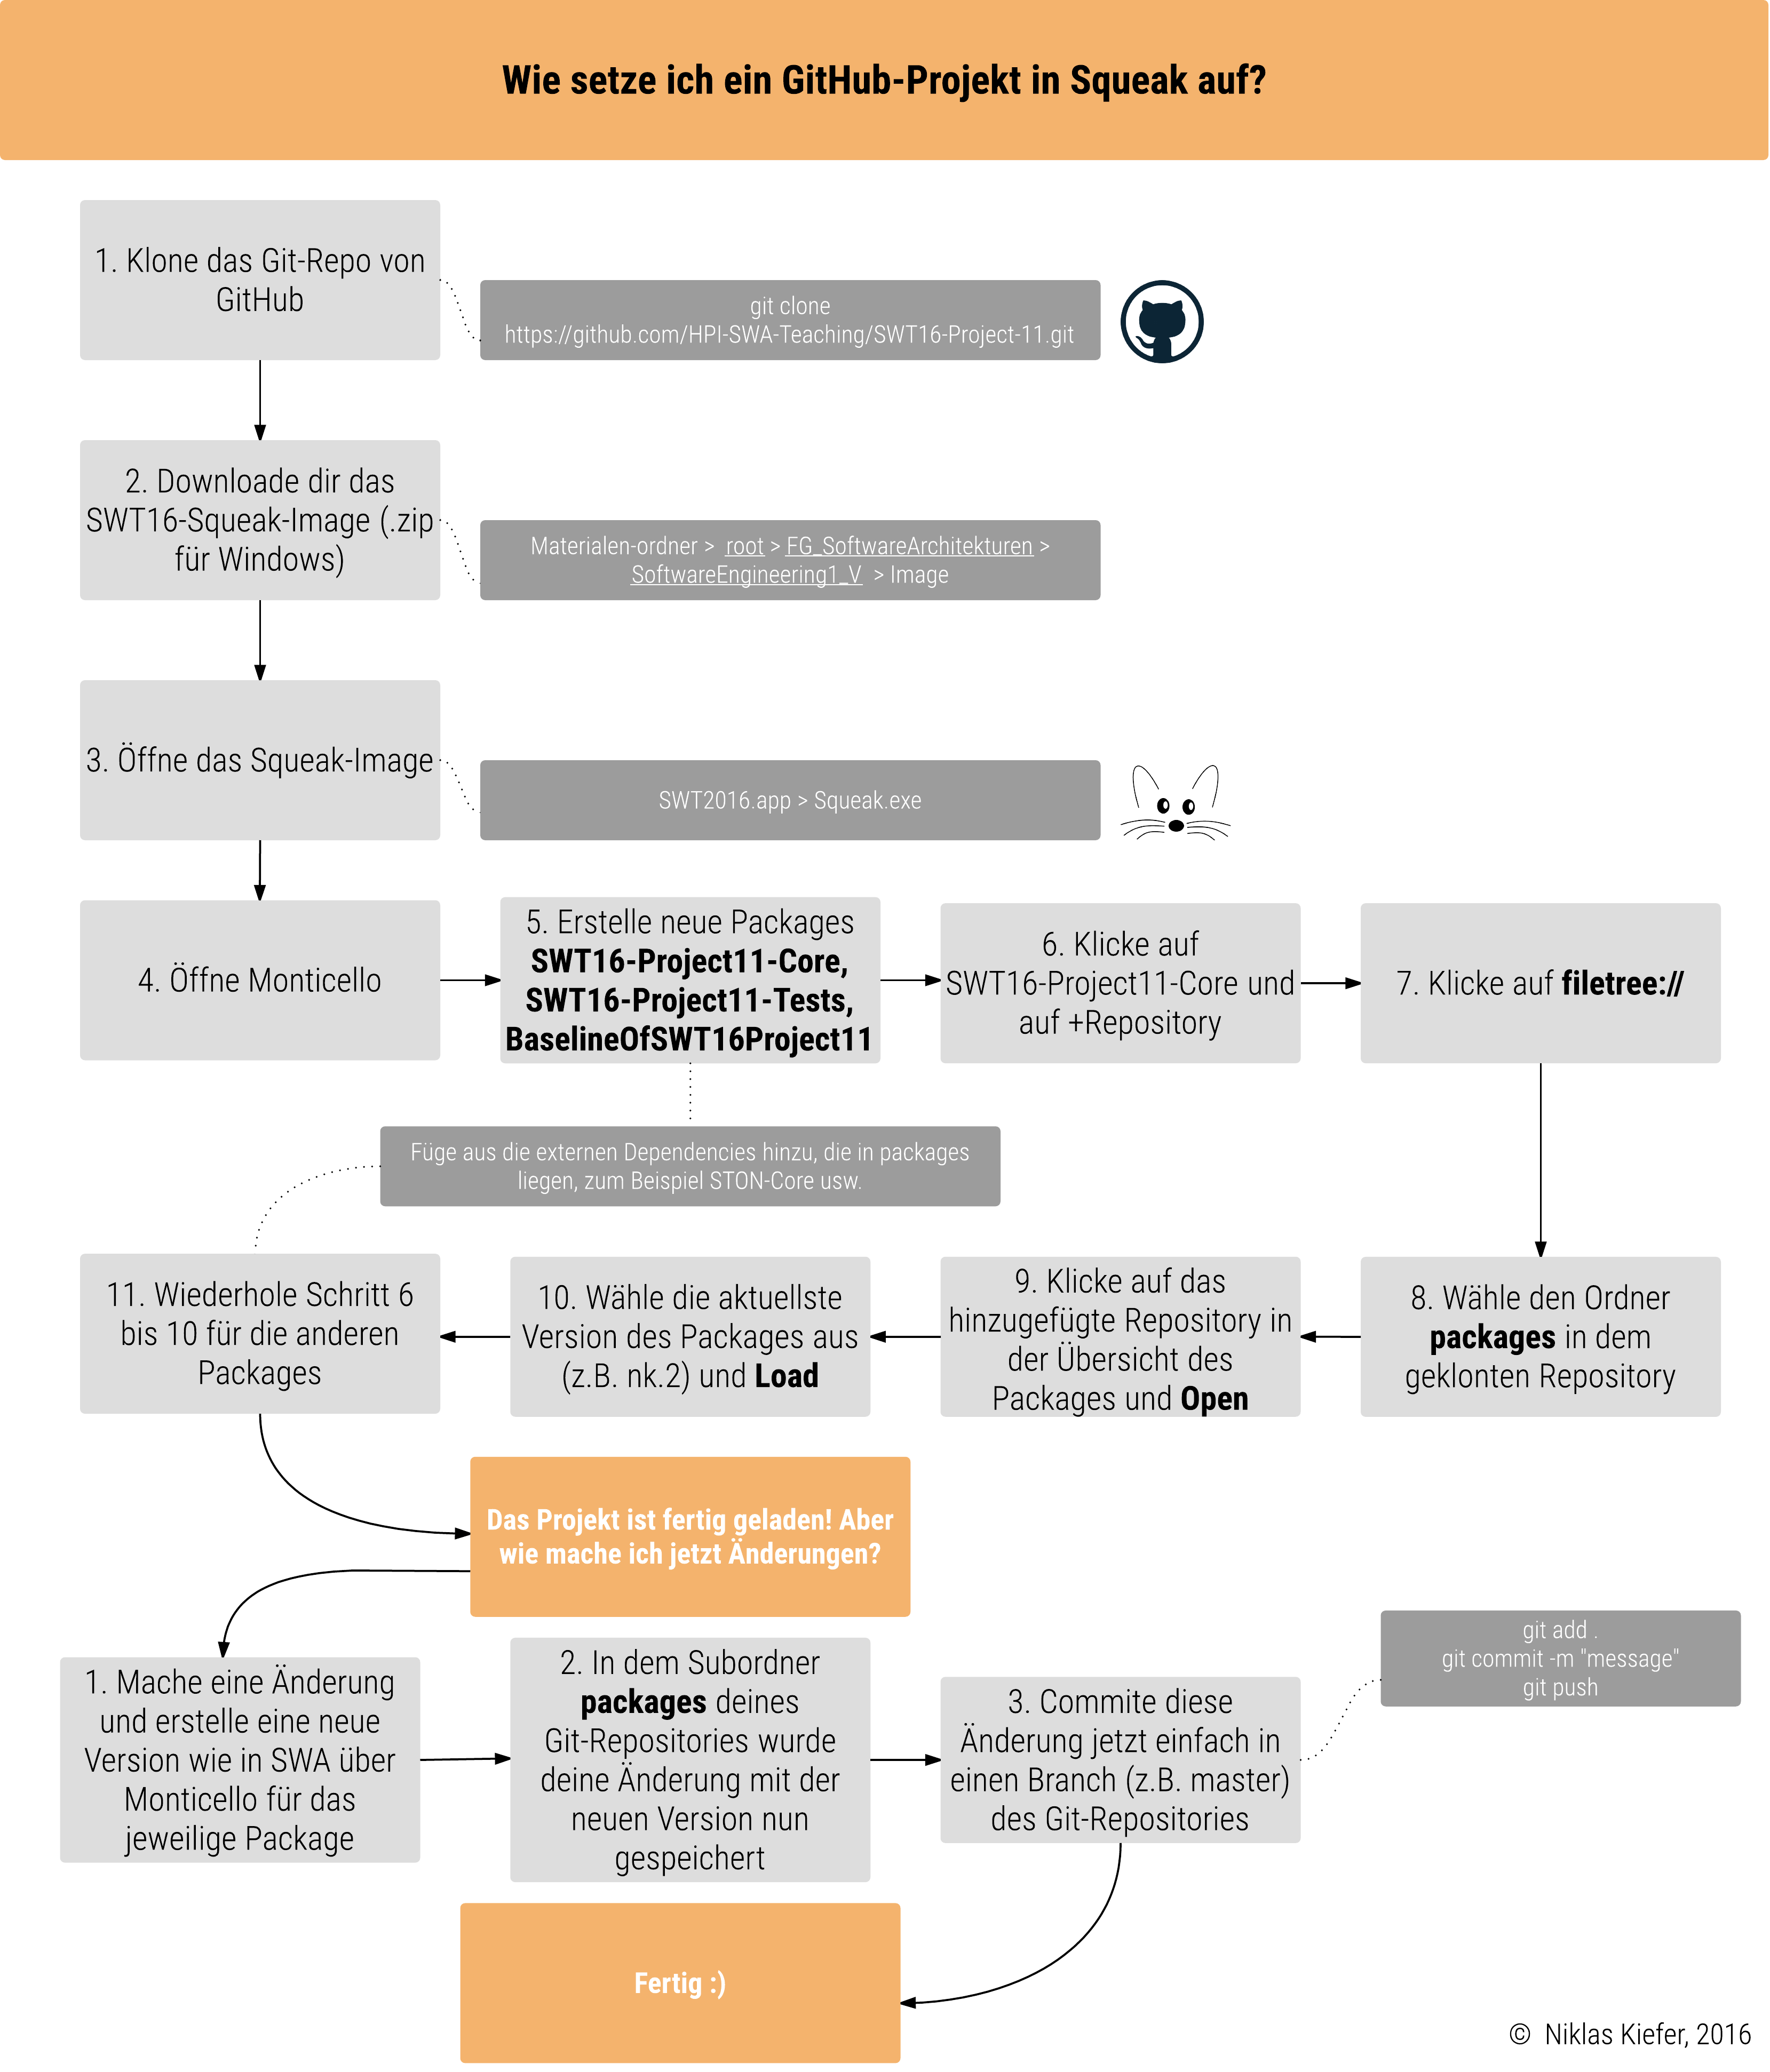 Wie setze ich ein GitHub-Projekt in Squeak auf?
1. Klone das Git-Repo von
GitHub
git clone
https://github.com/HPI-SWA-Teaching/SWT16-Project-11.git
2. Downloade dir das
SWT16-Squeak-Image (.zip
für Windows)
Materialen-ordner > root > FG_SoftwareArchitekturen >
SoftwareEngineering1_V > Image
3. Öffne das Squeak-Image
SWT2016.app > Squeak.exe
4. Öffne Monticello
5. Erstelle neue Packages
SWT16-Project11-Core,
SWT16-Project11-Tests,
BaselineOfSWT16Project11
6. Klicke auf
SWT16-Project11-Core und
auf +Repository
7. Klicke auf filetree://
Füge aus die externen Dependencies hinzu, die in packages
liegen, zum Beispiel STON-Core usw.
8. Wähle den Ordner
packages in dem
geklonten Repository
9. Klicke auf das
hinzugefügte Repository in
der Übersicht des
Packages und Open
10. Wähle die aktuellste
Version des Packages aus
(z.B. nk.2) und Load
11. Wiederhole Schritt 6
bis 10 für die anderen
Packages
Das Projekt ist fertig geladen! Aber
wie mache ich jetzt Änderungen?
1. Mache eine Änderung
und erstelle eine neue
Version wie in SWA über
Monticello für das
jeweilige Package
2. In dem Subordner
packages deines
Git-Repositories wurde
deine Änderung mit der
neuen Version nun
gespeichert
3. Commite diese
Änderung jetzt einfach in
einen Branch (z.B. master)
des Git-Repositories
git add .
git commit -m "message"
git push
Fertig :)
© Niklas Kiefer, 2016